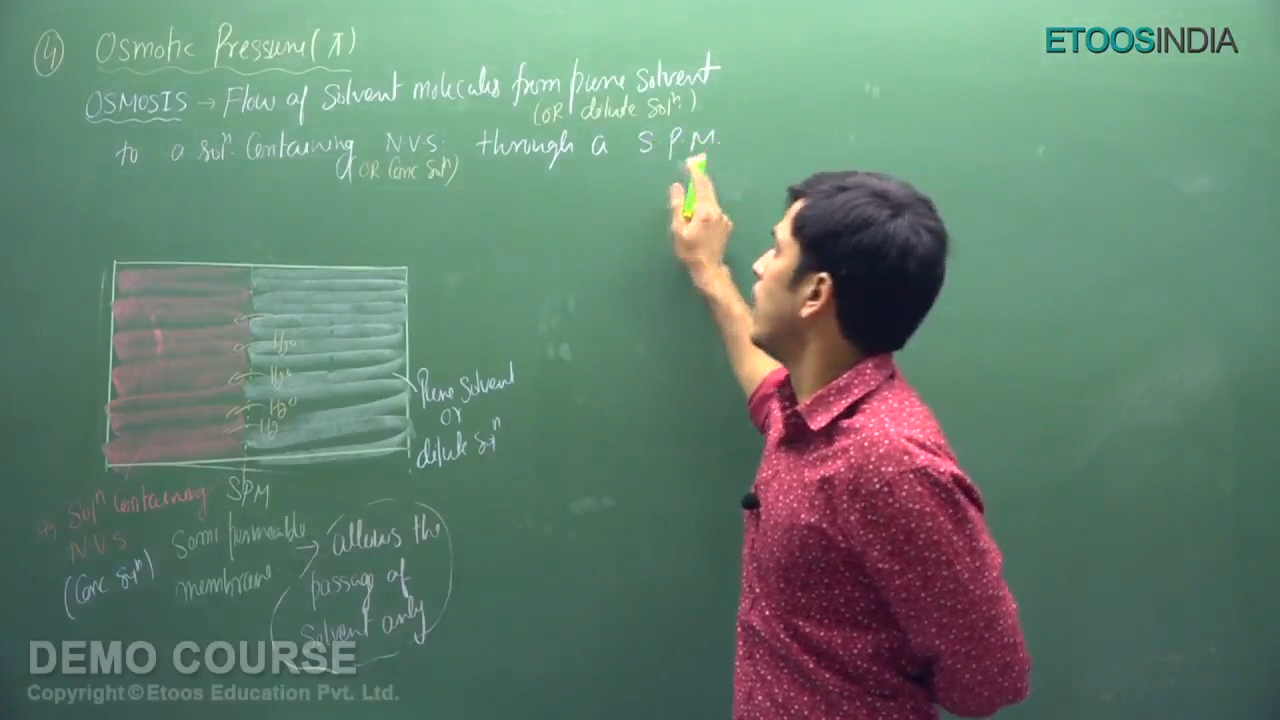 ETOOSINDIA
4 Osmotic Pressure (π)
OSMOSIS → Flow of Solvent molecules from pure solvent
(OR dilute Solⁿ)
to a solⁿ. Containing N.V.S. through a S.P.M.
(OR Conc Solⁿ)
H₂O
H₂O
H₂O
H₂O
Pure Solvent
or
dilute Solⁿ
SPM
Solⁿ Containing
N V S
(Conc Solⁿ)
Semi permeable
membrane
→ allows the
passage of
Solvent only
DEMO COURSE
Copyright © Etoos Education Pvt. Ltd.